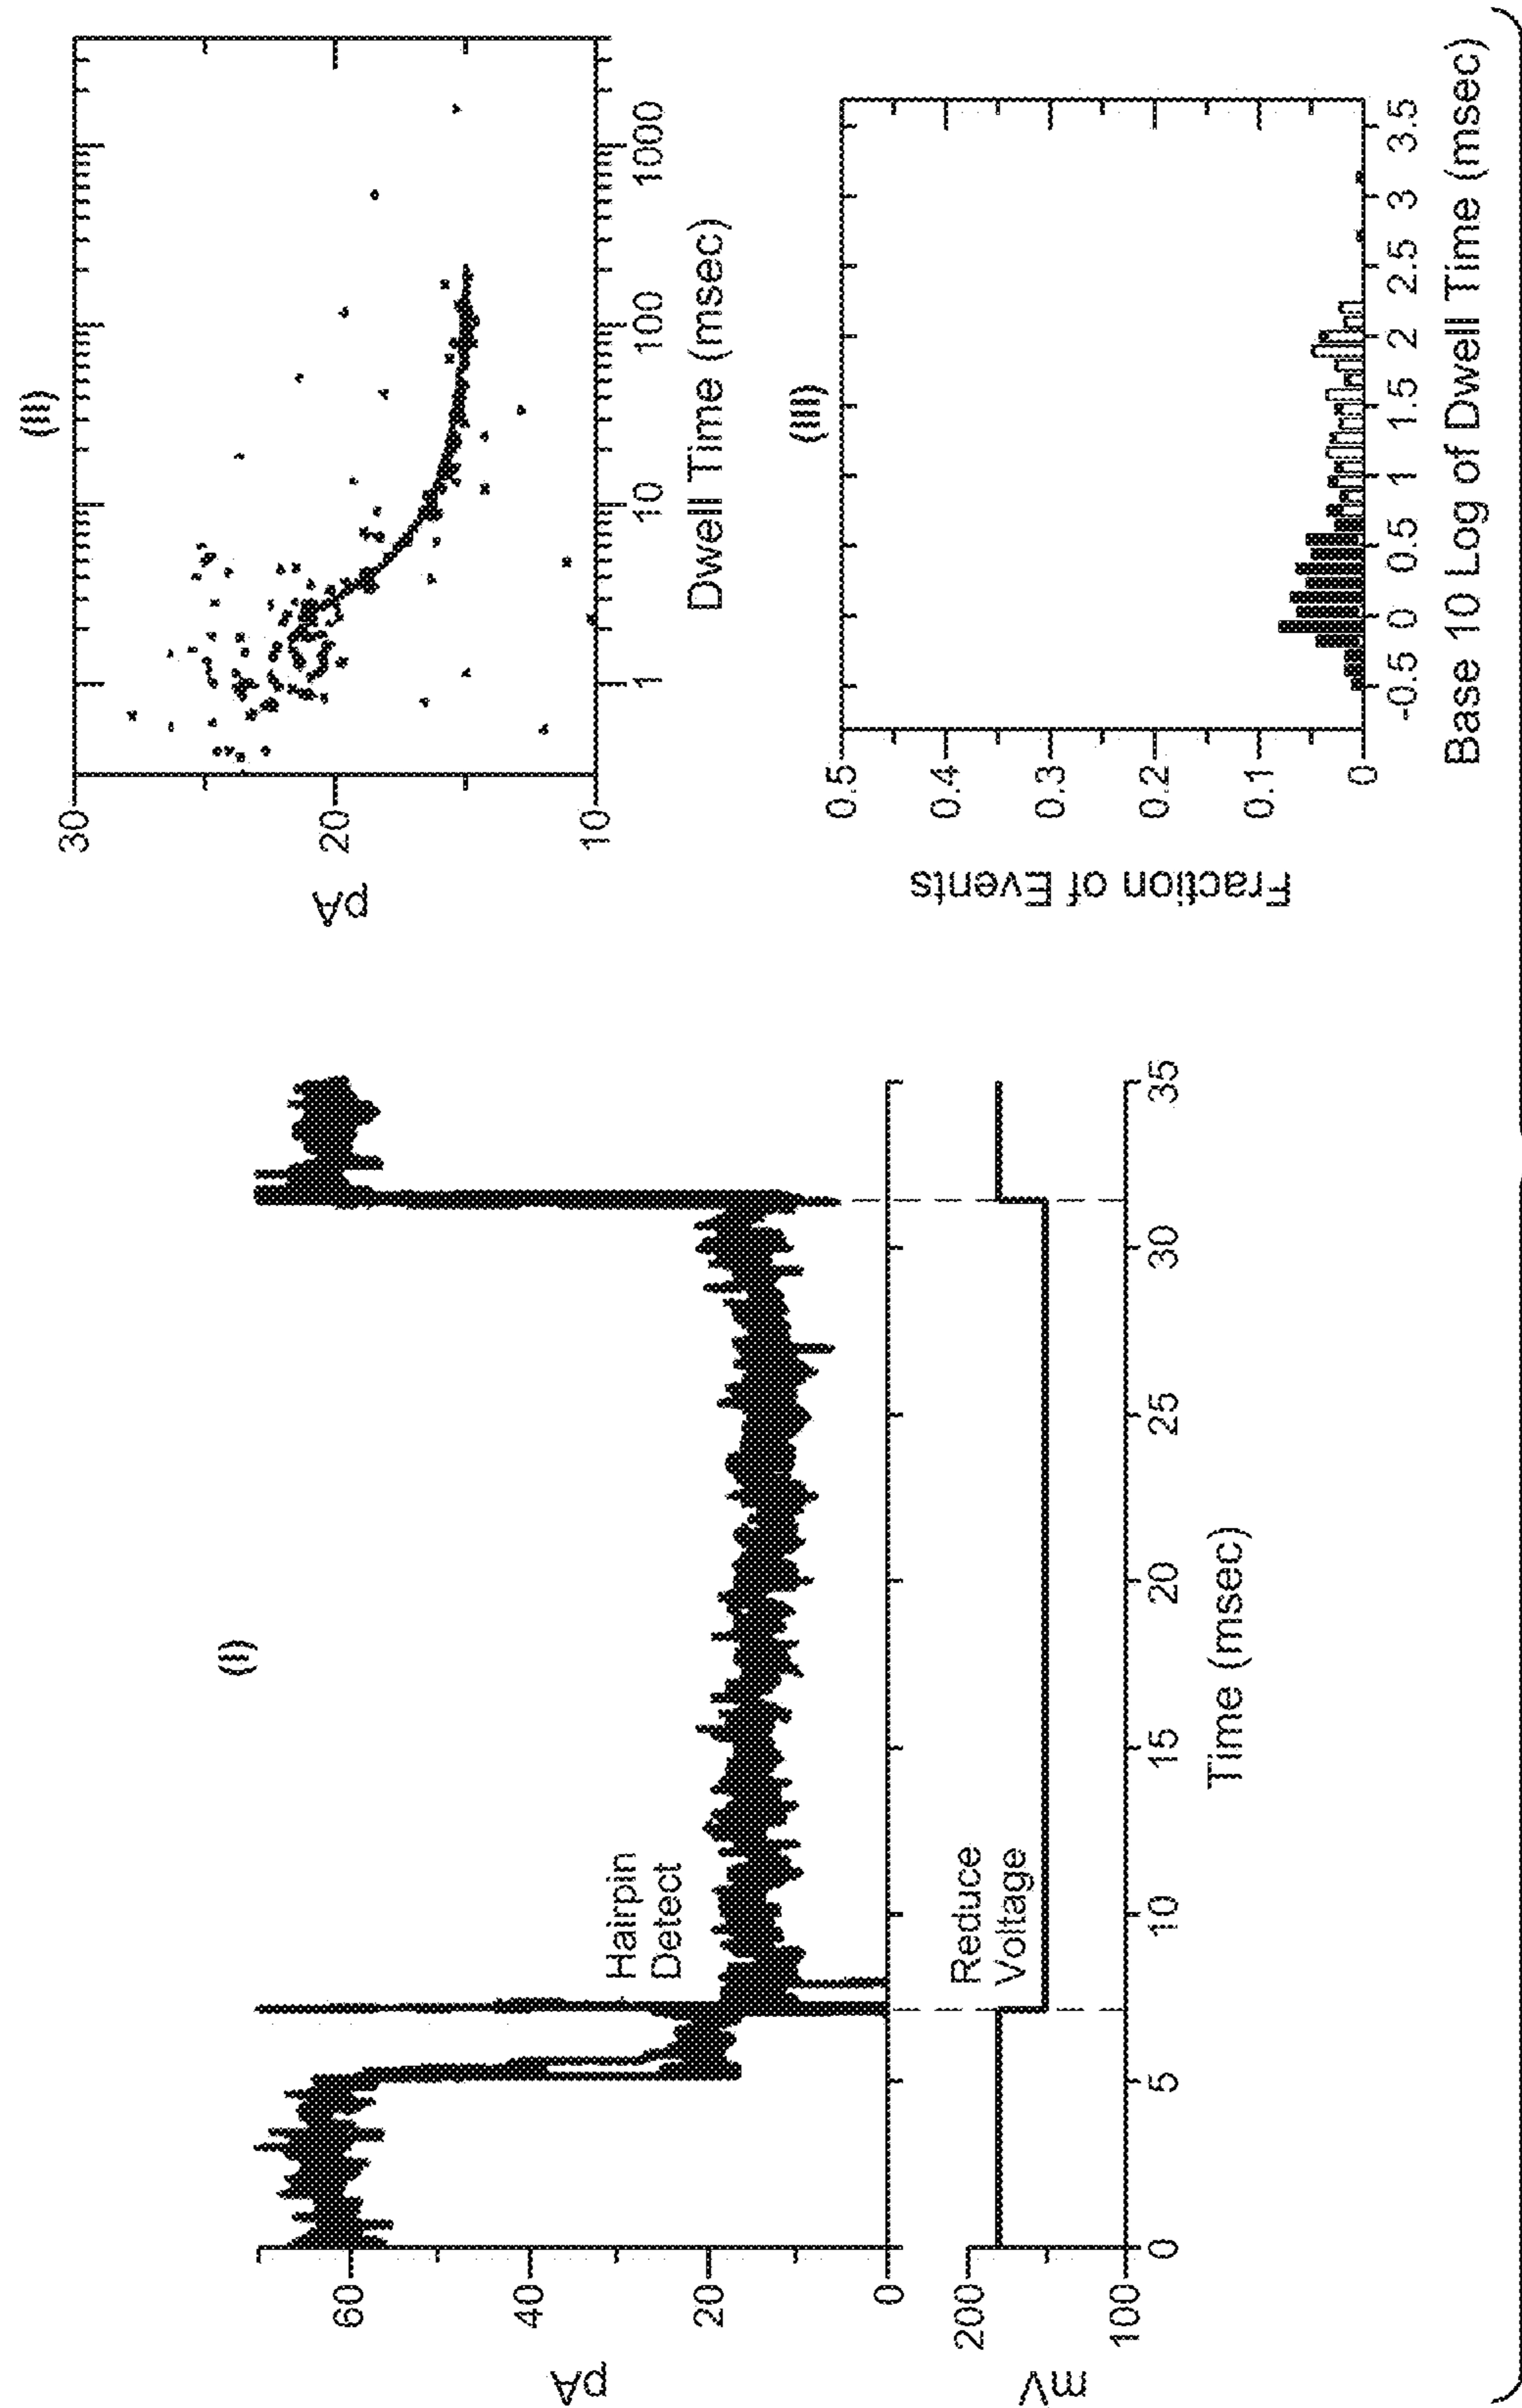 (i)
pA
60
40
20
0
Hairpin
Detect
mV
200
100
Reduce
Voltage
0 5 10 15 20 25 30 35
Time (msec)
(ii)
pA
30
20
10
1 10 100 1000
Dwell Time (msec)
(iii)
Fraction of Events
0.5
0.4
0.3
0.2
0.1
0
-0.5 0 0.5 1 1.5 2 2.5 3 3.5
Base 10 Log of Dwell Time (msec)